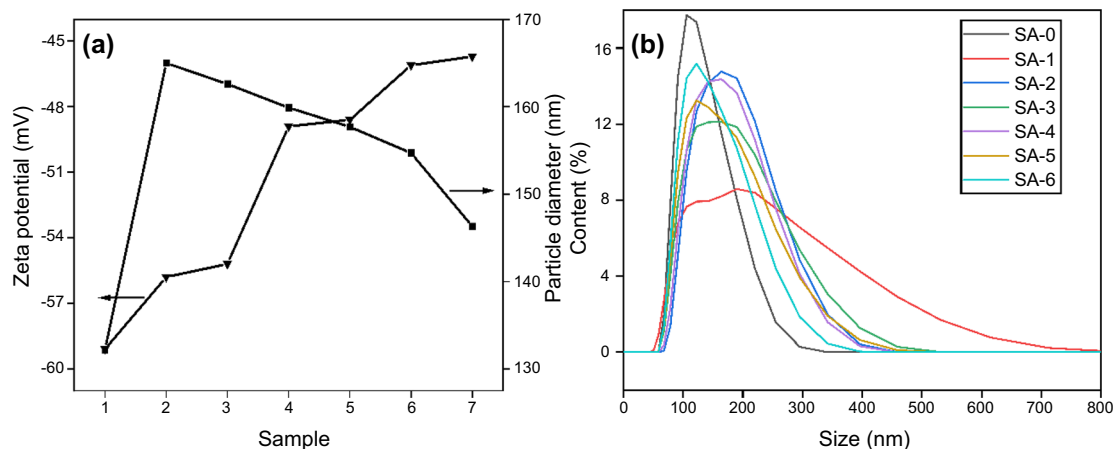 (a)
Zeta potential (mV)
-45
-48
-51
-54
-57
-60
170
160
150
140
130
Particle diameter (nm)
1 2 3 4 5 6 7
Sample
(b)
Content (%)
16
12
8
4
0
SA-0
SA-1
SA-2
SA-3
SA-4
SA-5
SA-6
0 100 200 300 400 500 600 700 800
Size (nm)